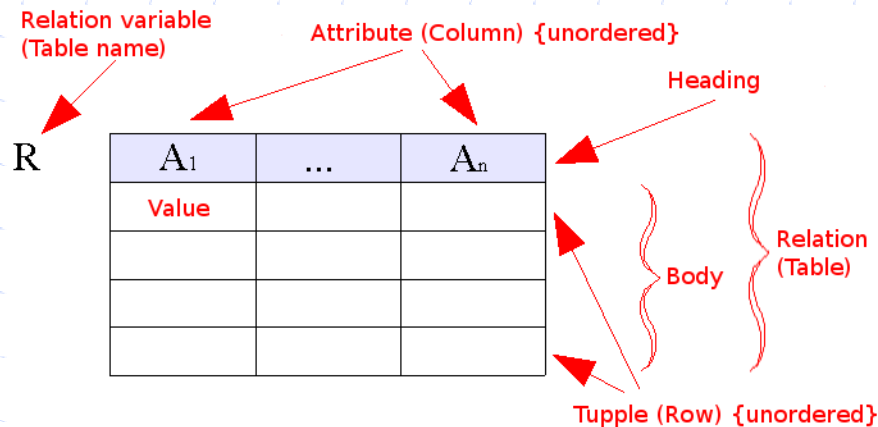 Relation variable
(Table name)
Attribute (Column) {unordered}
Heading
R
A1
...
An
Value
Body
Relation
(Table)
Tupple (Row) {unordered}